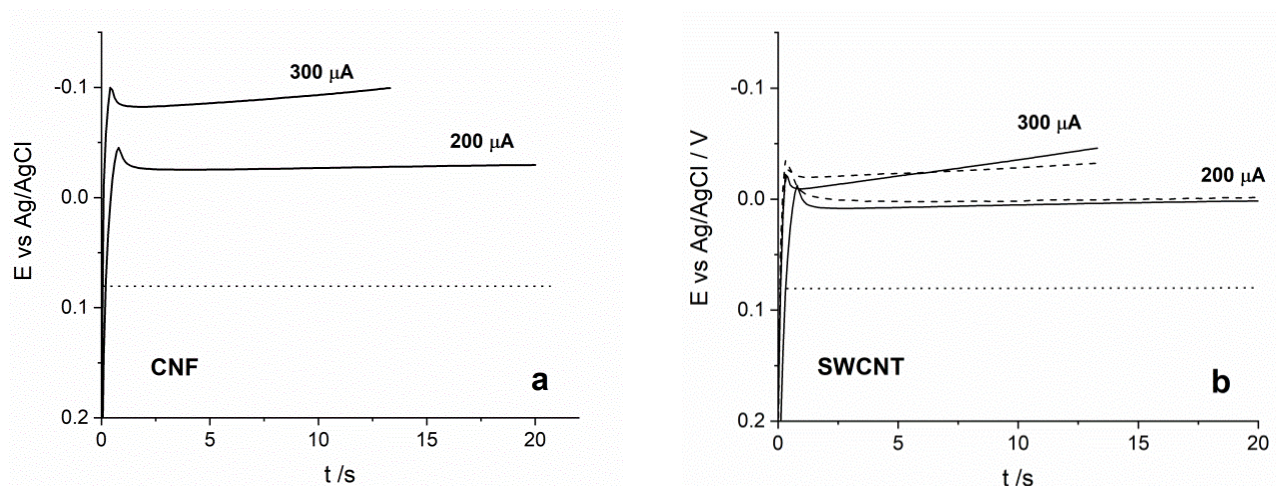 -0.1
0.0
0.1
0.2
E vs Ag/AgCl
300 μA
200 μA
CNF
a
0 5 10 15 20
t /s
-0.1
0.0
0.1
0.2
E vs Ag/AgCl / V
300 μA
200 μA
SWCNT
b
0 5 10 15 20
t /s